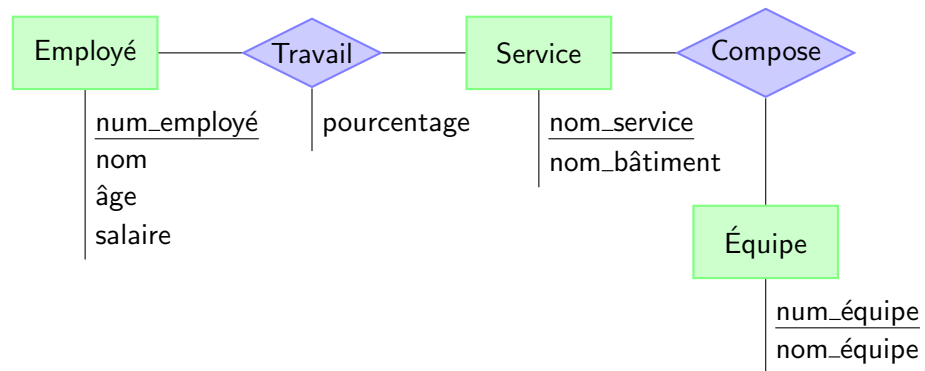 Employé
Travail
Service
Compose
num_employé
nom
âge
salaire
pourcentage
nom_service
nom_bâtiment
Équipe
num_équipe
nom_équipe